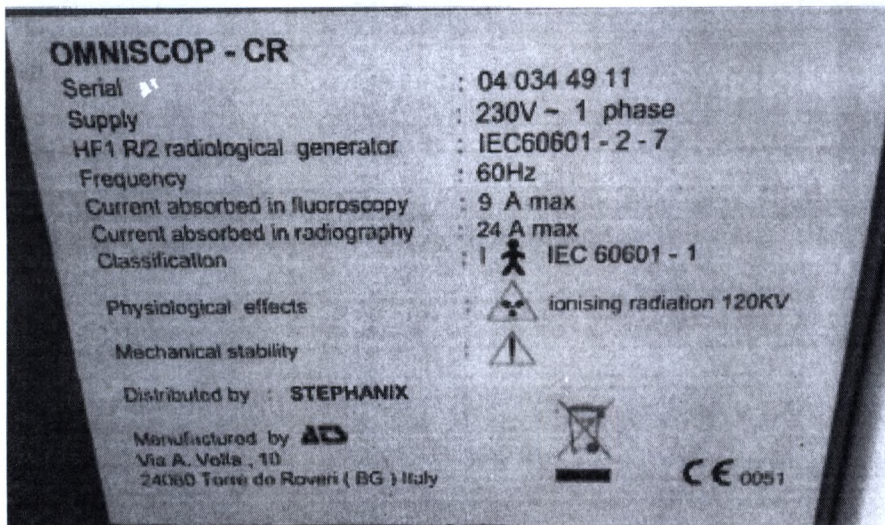 OMNISCOP - CR
Serial : 04 034 49 11
Supply : 230V ~ 1 phase
HF1 R/2 radiological generator : IEC60601 - 2 - 7
Frequency : 60Hz
Current absorbed in fluoroscopy : 9 A max
Current absorbed in radiography : 24 A max
Classification : I IEC 60601 - 1
Physiological effects : ionising radiation 120KV
Mechanical stability :
Distributed by : STEPHANIX
Manufactured by
Via A. Volta , 10
24060 Torre de Roveri ( BG ) Italy
CE 0051